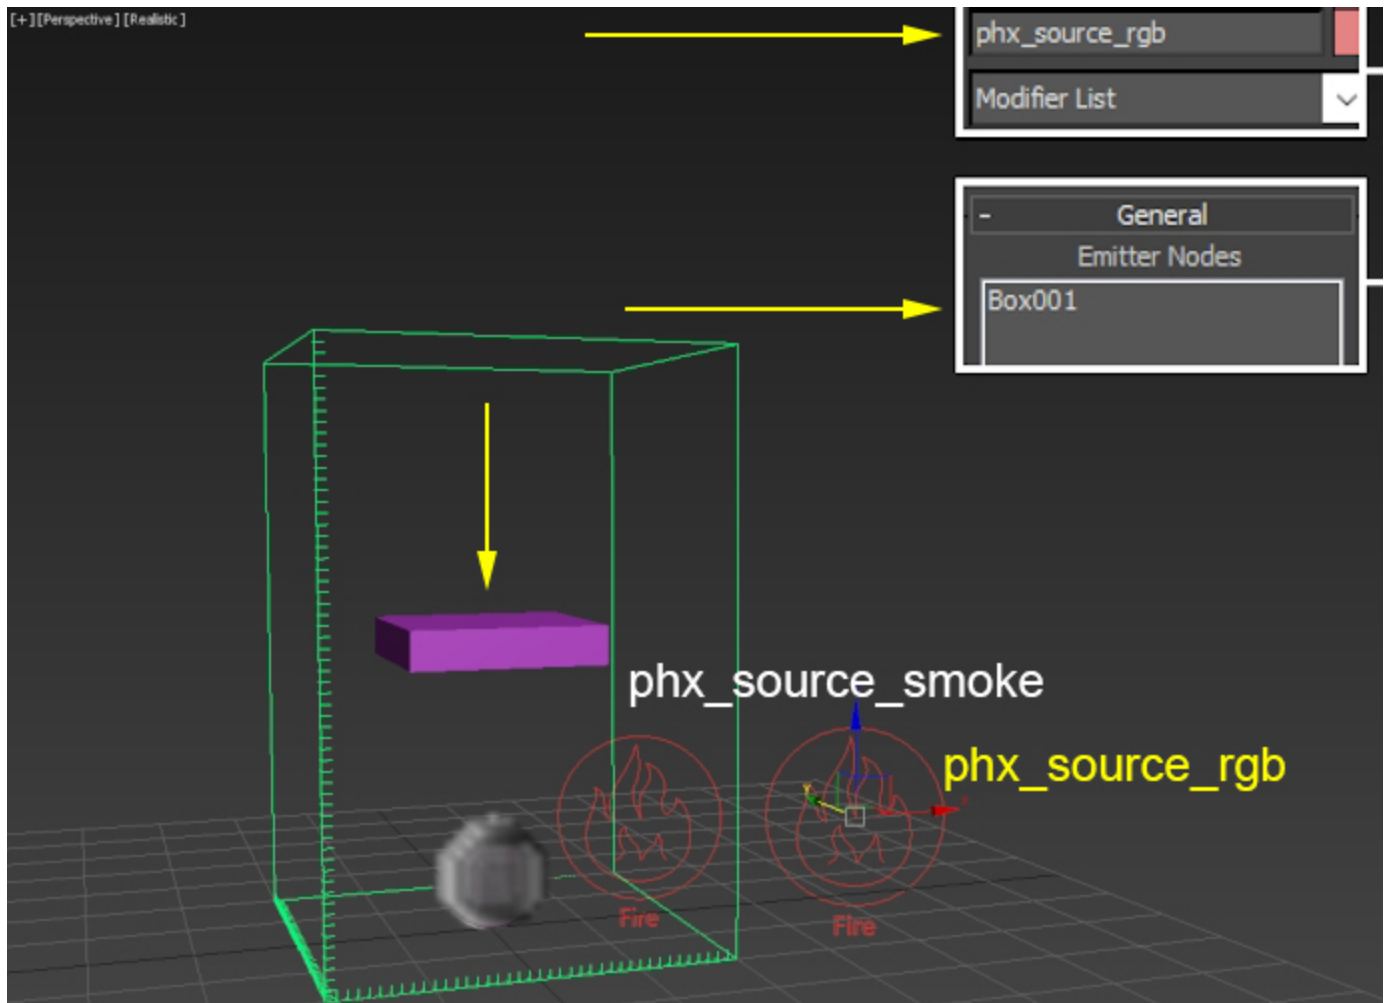 [+][Perspective][Realistic]
phx_source_rgb
Modifier List
- General
Emitter Nodes
Box001
phx_source_smoke
phx_source_rgb
Fire
Fire